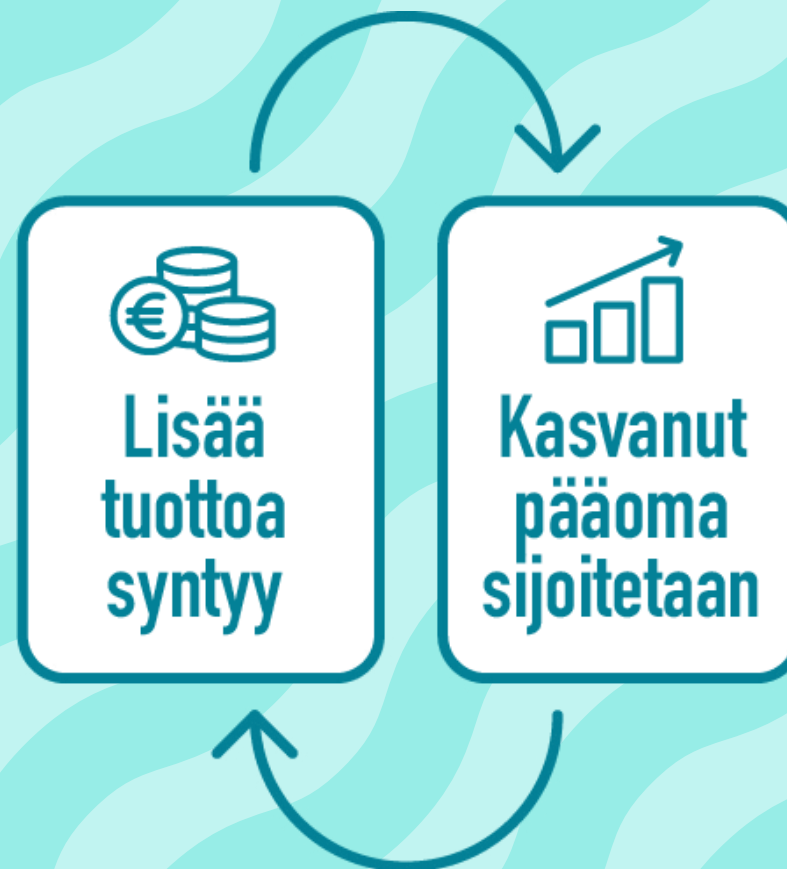 Lisää
tuottoa
syntyy
Kasvanut
pääoma
sijoitetaan